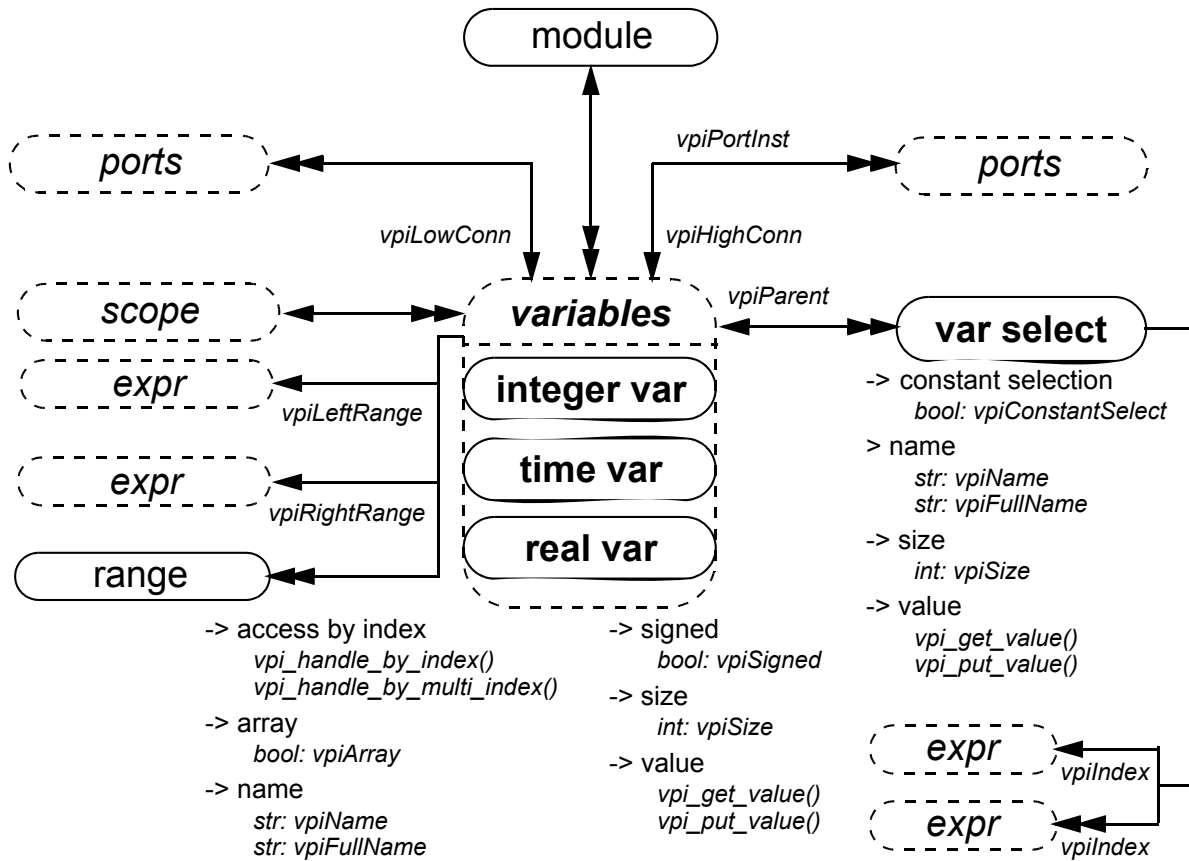 module
ports
vpiPortInst
ports
vpiLowConn
vpiHighConn
scope
variables
vpiParent
var select
expr
vpiLeftRange
integer var
-> constant selection
bool: vpiConstantSelect
expr
vpiRightRange
time var
> name
str: vpiName
str: vpiFullName
range
real var
-> size
int: vpiSize
-> value
vpi_get_value()
vpi_put_value()
-> access by index
vpi_handle_by_index()
vpi_handle_by_multi_index()
-> array
bool: vpiArray
-> name
str: vpiName
str: vpiFullName
-> signed
bool: vpiSigned
-> size
int: vpiSize
-> value
vpi_get_value()
vpi_put_value()
expr
vpiIndex
expr
vpiIndex